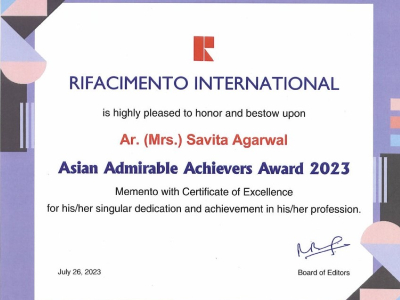 RIFACIMENTO INTERNATIONAL
is highly pleased to honor and bestow upon
Ar. (Mrs.) Savita Agarwal
Asian Admirable Achievers Award 2023
Memento with Certificate of Excellence
for his/her singular dedication and achievement in his/her profession.
July 26, 2023
Board of Editors